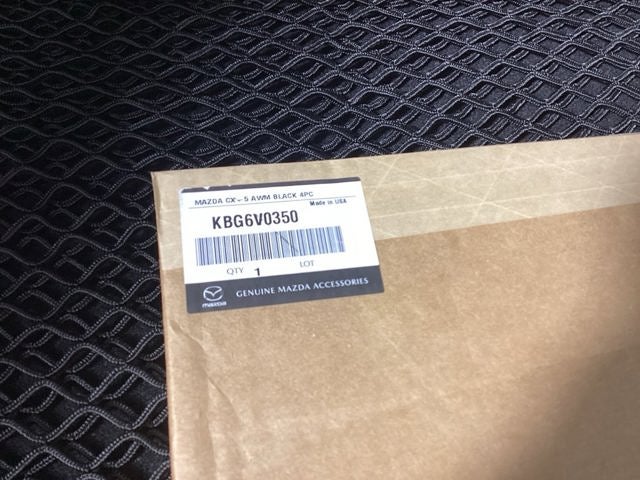 MAZDA CX-5 AWM BLACK 4PC
Made in USA
KBG6V0350
QTY 1 LOT
mazda GENUINE MAZDA ACCESSORIES